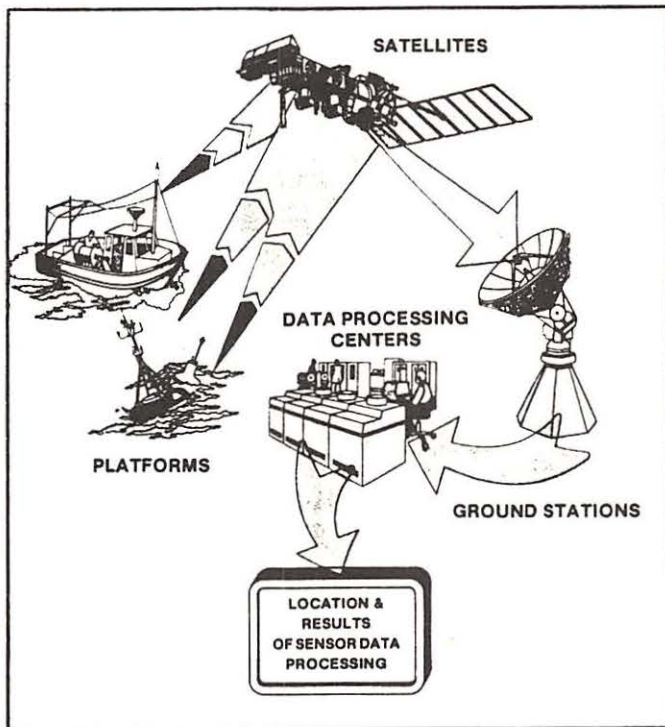 SATELLITES
DATA PROCESSING
CENTERS
PLATFORMS
GROUND STATIONS
LOCATION &
RESULTS
OF SENSOR DATA
PROCESSING